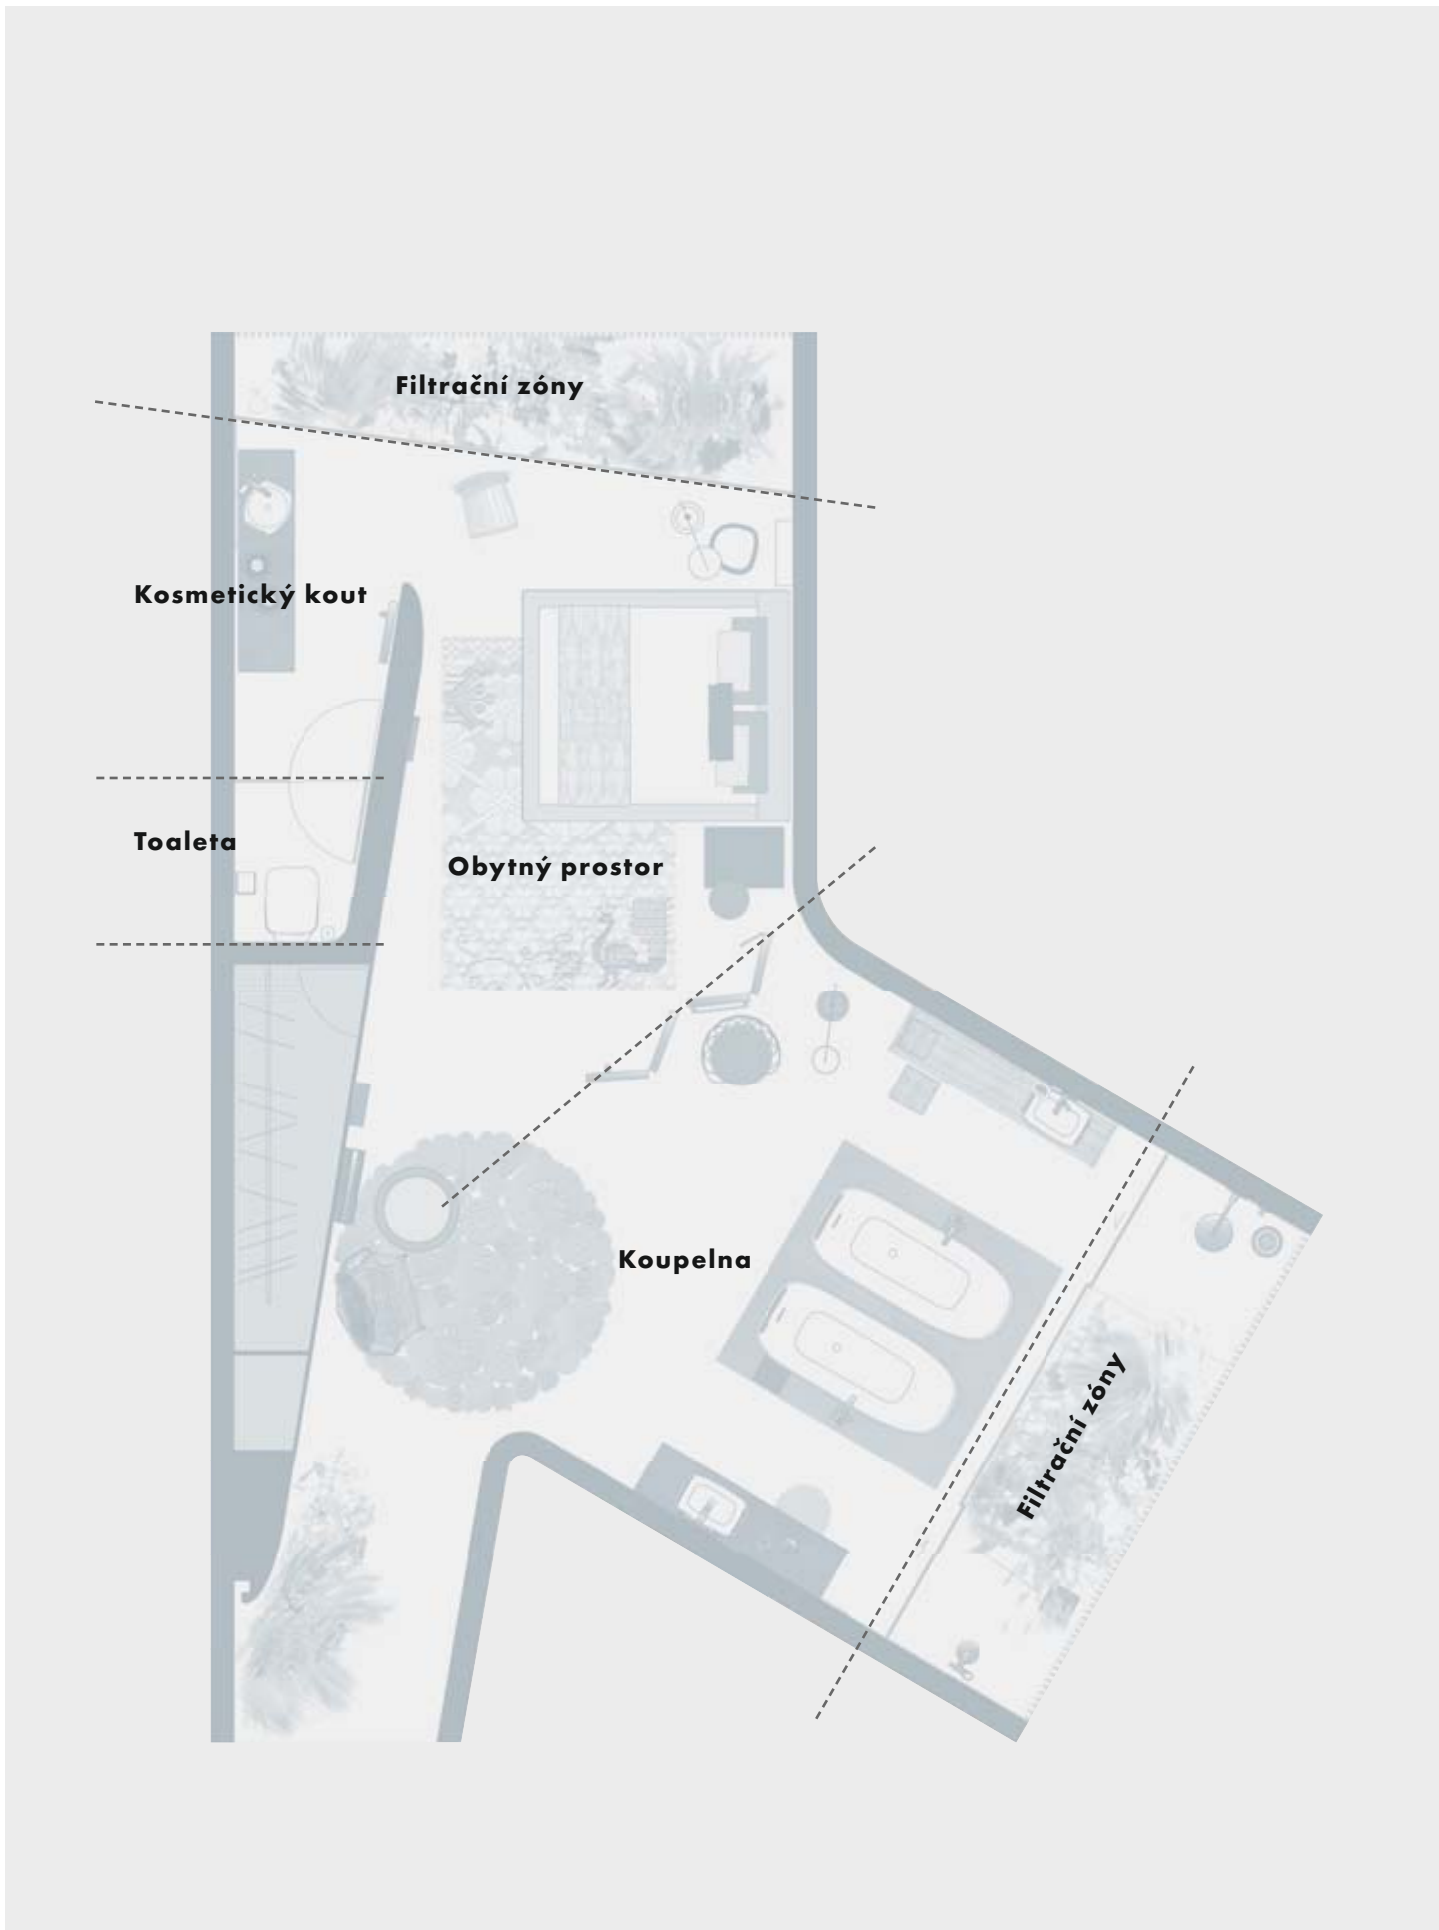 Filtrační zóny
Kosmetický kout
Toaleta
Obytný prostor
Koupelna
Filtrační zóny